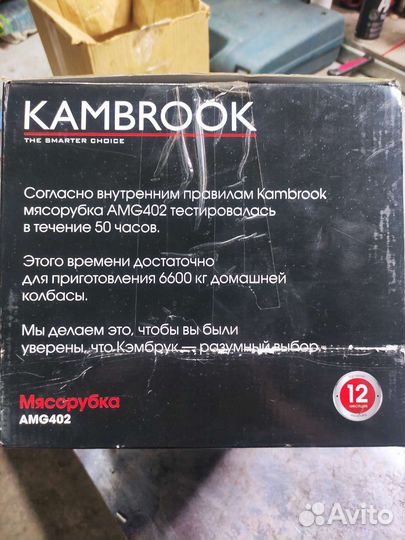 KAMBROOK
THE SMARTER CHOICE
Согласно внутренним правилам Kambrook
мясорубка AMG402 тестировалась
в течение 50 часов.
Этого времени достаточно
для приготовления 6600 кг домашней
колбасы.
Мы делаем это, чтобы вы были
уверены, что Кэмбрук — разумный выбор.
Мясорубка
AMG402
12
месяцев
Avito